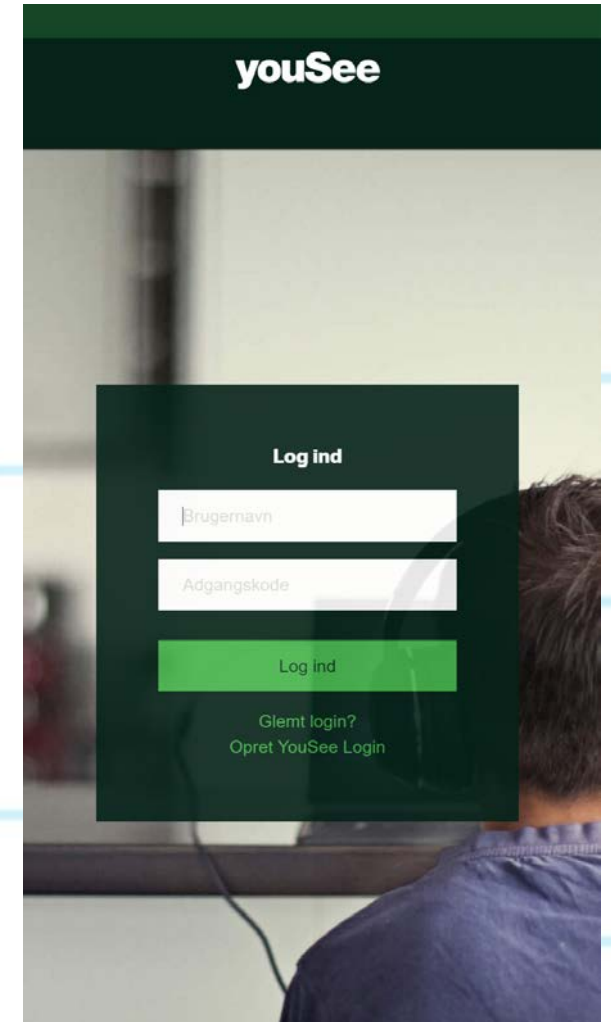 youSee
Log ind
Brugernavn
Adgangskode
Log ind
Glemt login?
Opret YouSee Login